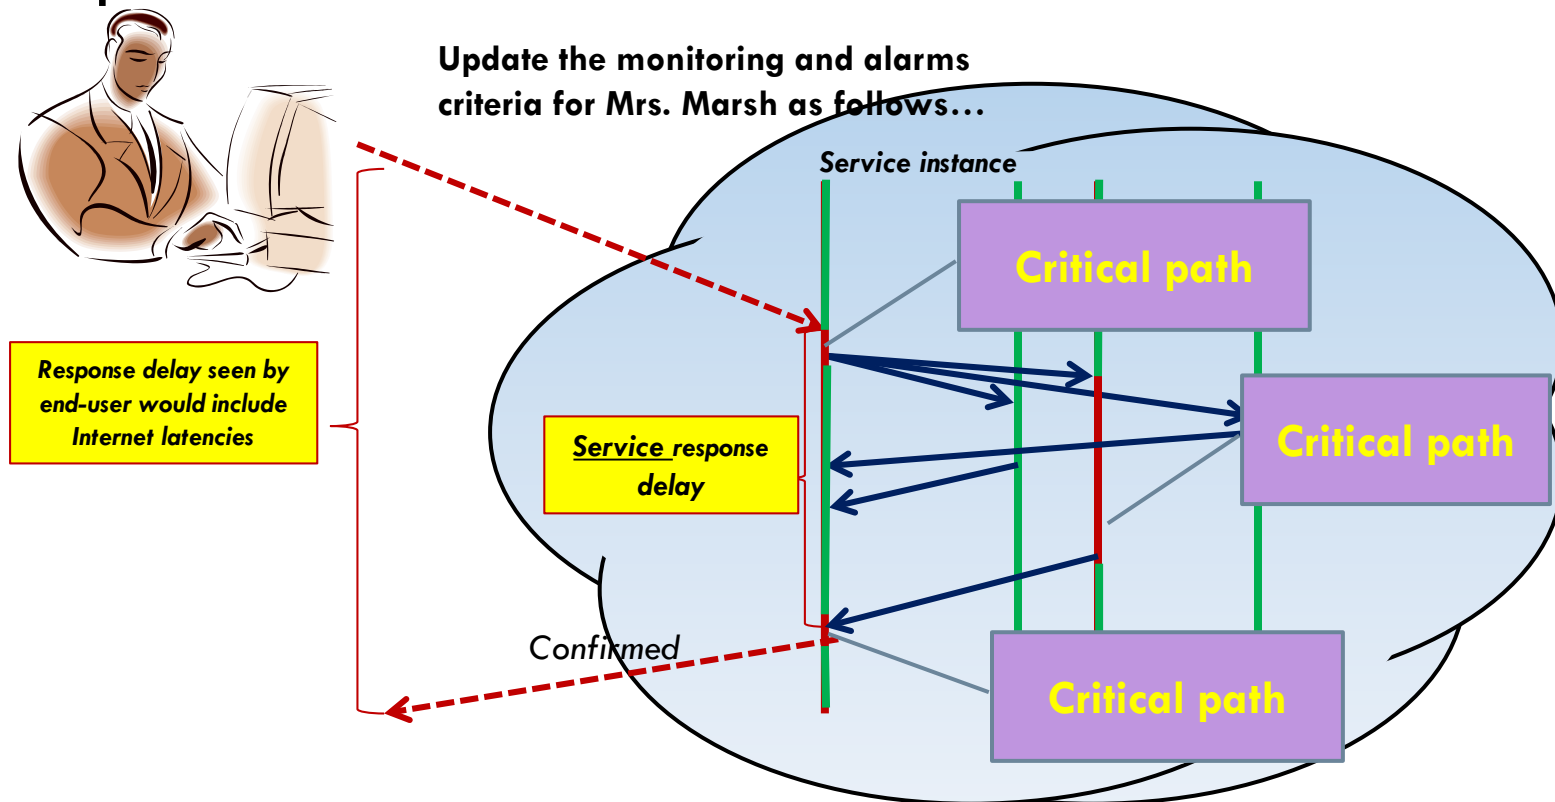 Update the monitoring and alarms
criteria for Mrs. Marsh as follows…
Service instance
Critical path
Response delay seen by
end-user would include
Internet latencies
Service response
delay
Critical path
Confirmed
Critical path